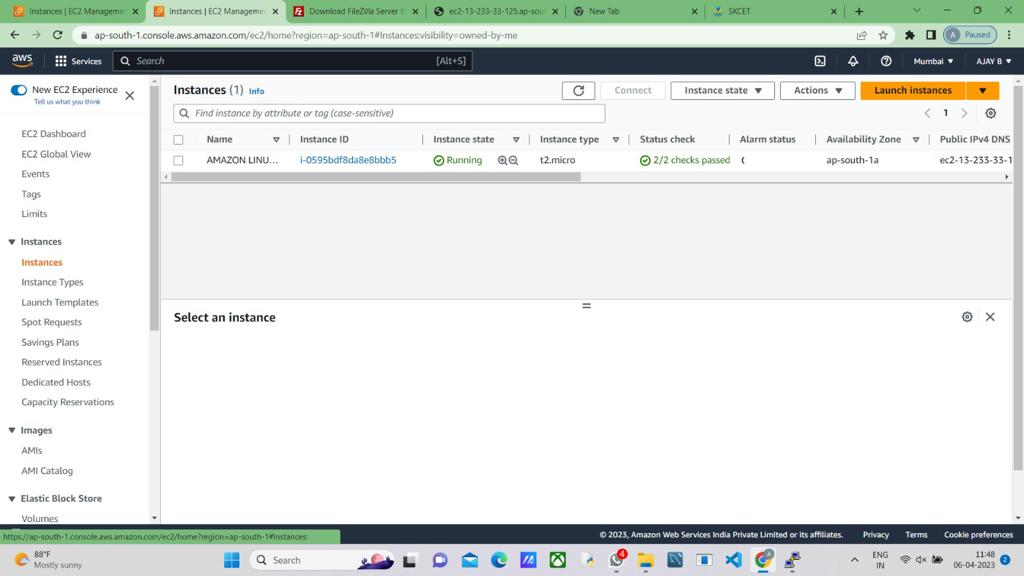 Instances | EC2 Manageme
Instances | EC2 Manageme
Download FileZilla Server f
ec2-13-233-33-125.ap-sou
New Tab
SKCET
ap-south-1.console.aws.amazon.com/ec2/home?region=ap-south-1#Instances:visibility=owned-by-me
A Paused
aws
Services
Search [Alt+S]
Mumbai
AJAY B
New EC2 Experience
Tell us what you think
EC2 Dashboard
EC2 Global View
Events
Tags
Limits
Instances
Instances
Instance Types
Launch Templates
Spot Requests
Savings Plans
Reserved Instances
Dedicated Hosts
Capacity Reservations
Images
AMIs
AMI Catalog
Elastic Block Store
Volumes
Instances (1) Info
Connect
Instance state
Actions
Launch instances
Find instance by attribute or tag (case-sensitive)
1
Name Instance ID Instance state Instance type Status check Alarm status Availability Zone Public IPv4 DNS
AMAZON LINU... i-0595bdf8da8e8bbb5 Running t2.micro 2/2 checks passed ap-south-1a ec2-13-233-33-1
Select an instance
https://ap-south-1.console.aws.amazon.com/ec2/home?region=ap-south-1#Instances:
© 2023, Amazon Web Services India Private Limited or its affiliates. Privacy Terms Cookie preferences
88°F
Mostly sunny
Search
4
ENG
IN
11:48
06-04-2023
2